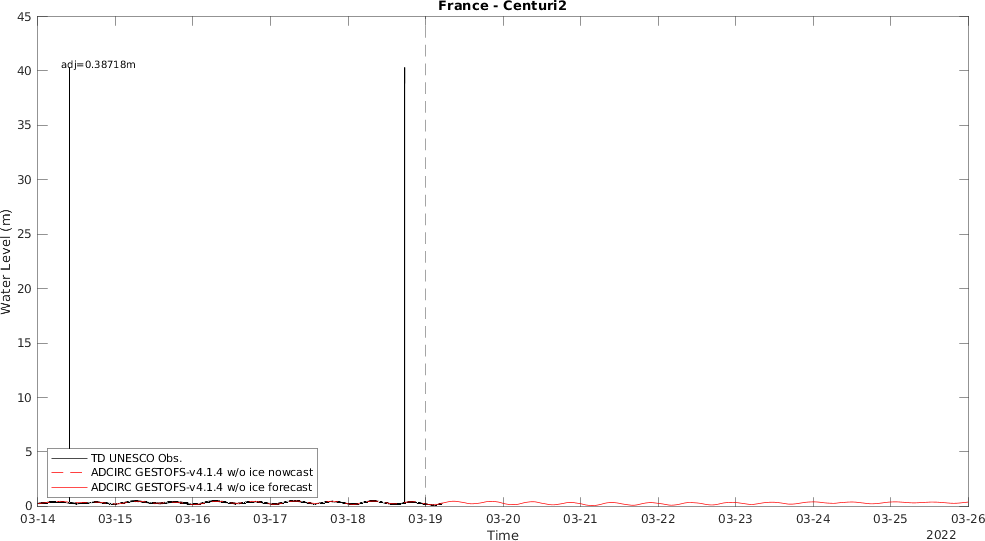 France - Centuri2
45
40
35
30
25
20
15
10
5
0
Water Level (m)
adj=0.38718m
TD UNESCO Obs.
ADCIRC GESTOFS-v4.1.4 w/o ice nowcast
ADCIRC GESTOFS-v4.1.4 w/o ice forecast
03-14 03-15 03-16 03-17 03-18 03-19 03-20 03-21 03-22 03-23 03-24 03-25 03-26
Time
2022